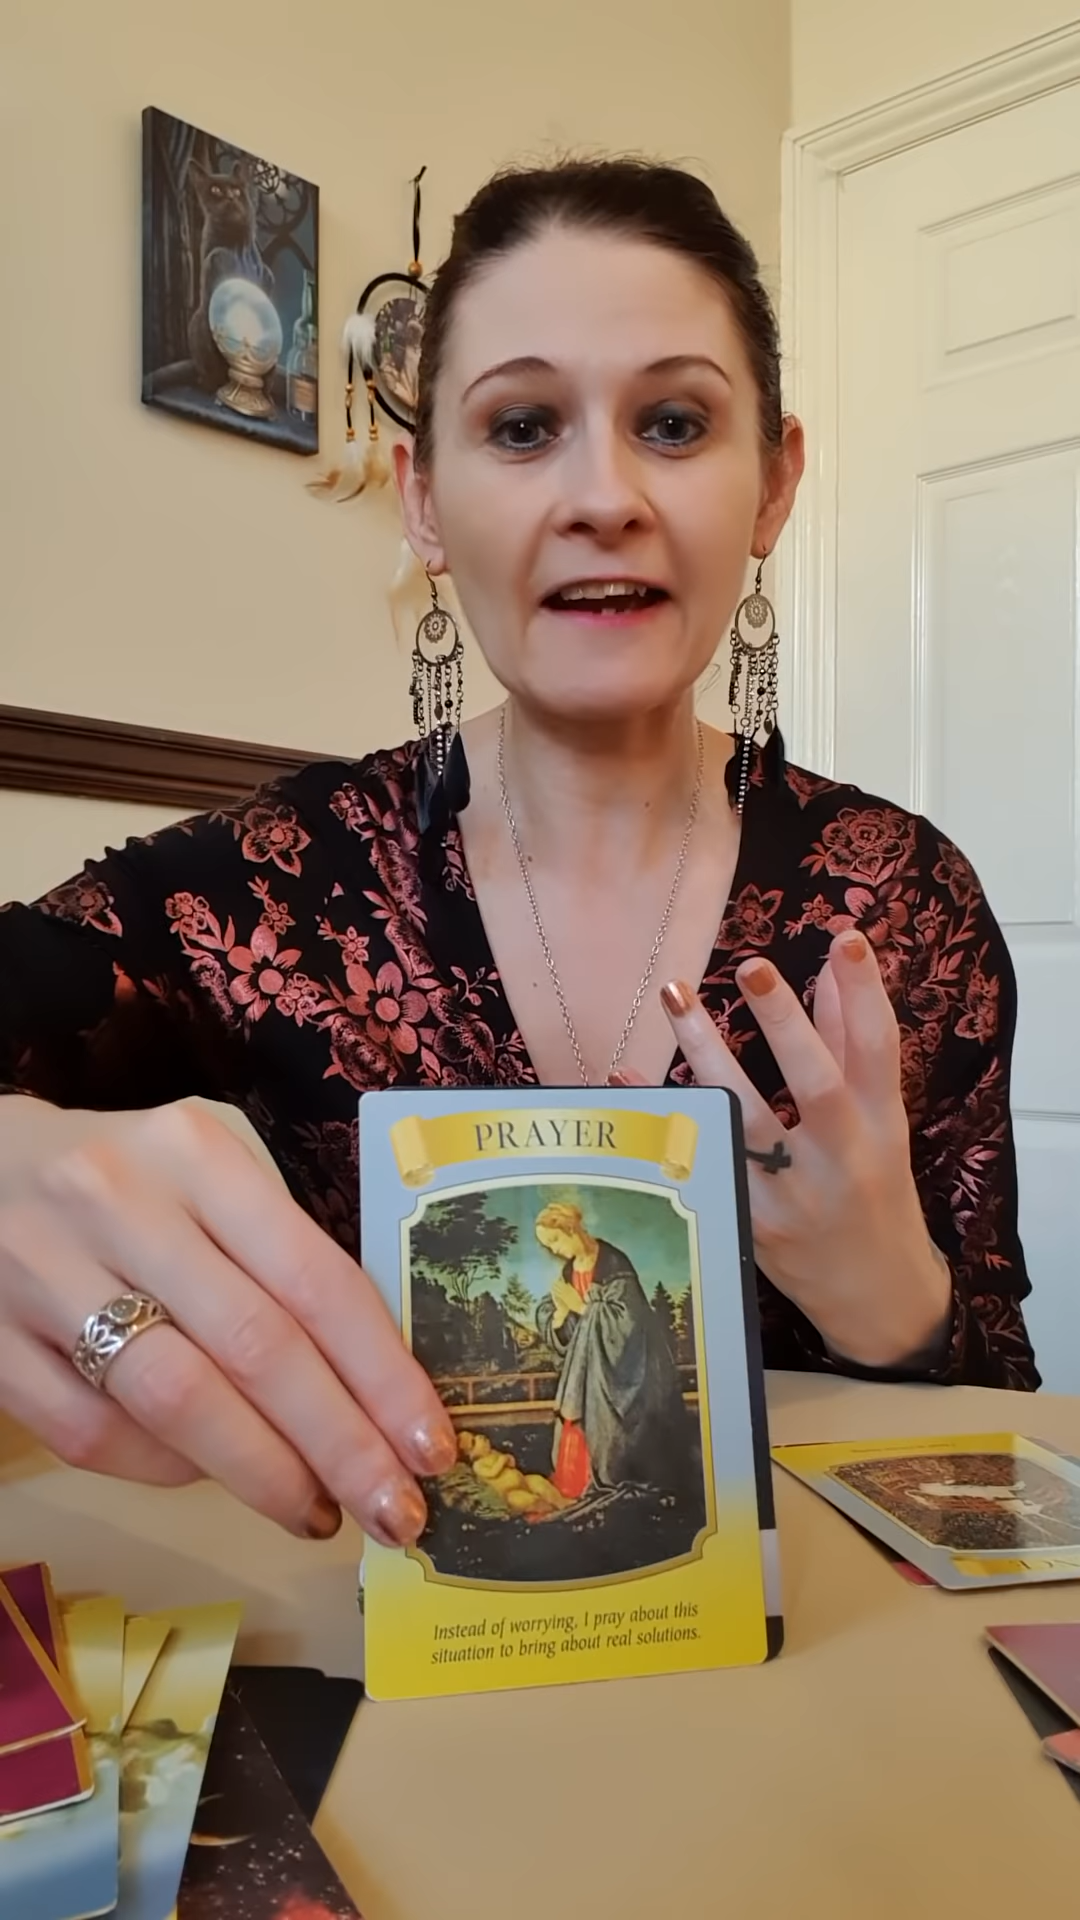 PRAYER
Instead of worrying, I pray about this
situation to bring about real solutions.